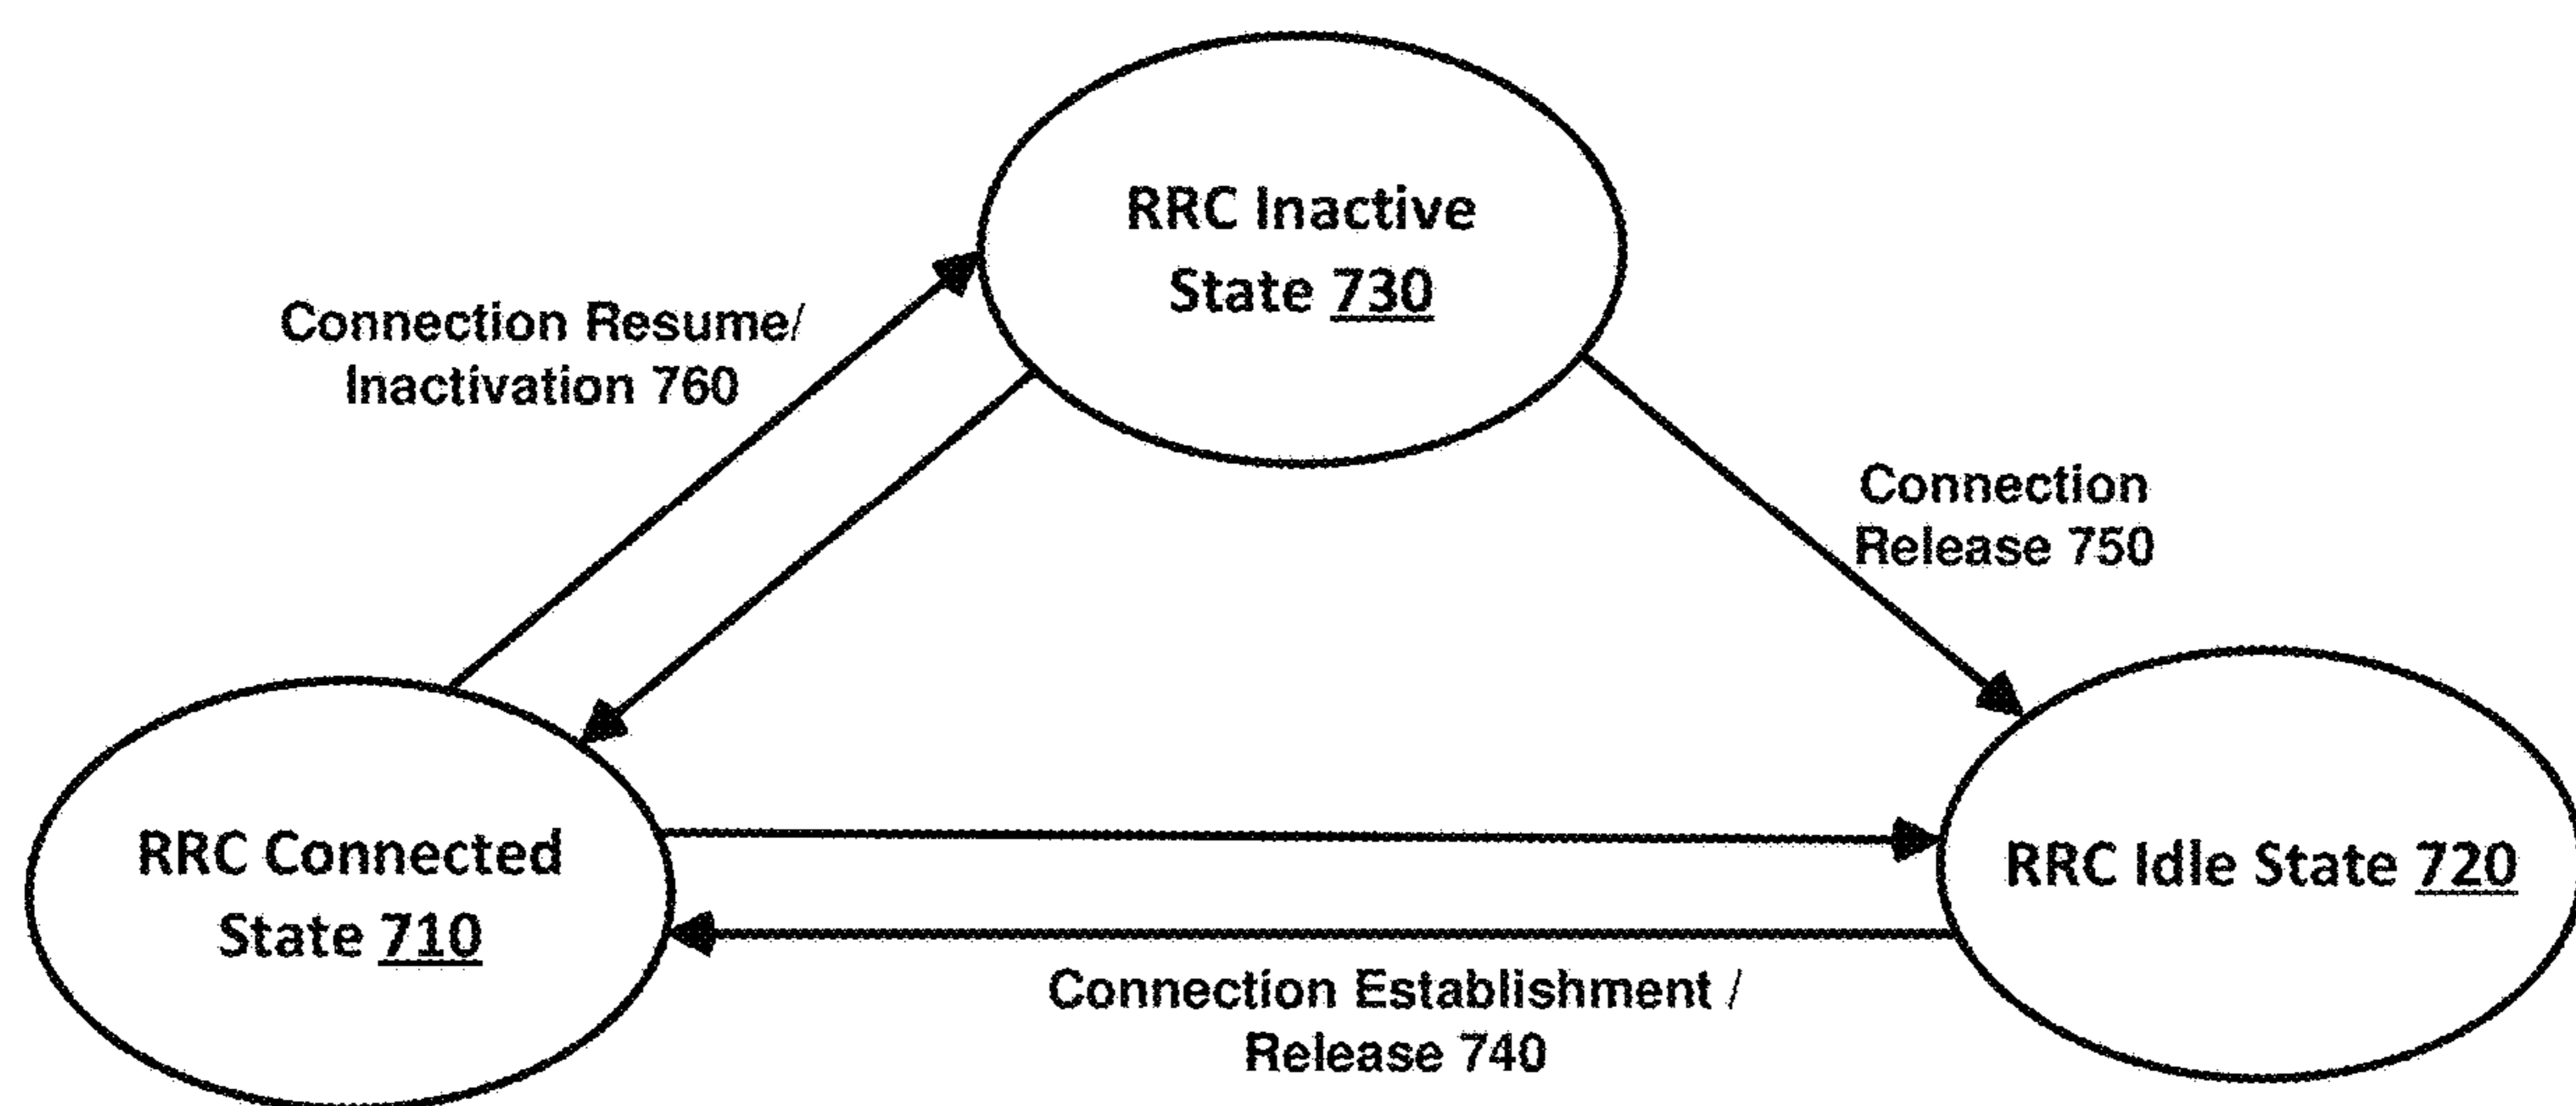 RRC Inactive
State 730
Connection Resume/
Inactivation 760
Connection
Release 750
RRC Connected
State 710
RRC Idle State 720
Connection Establishment /
Release 740